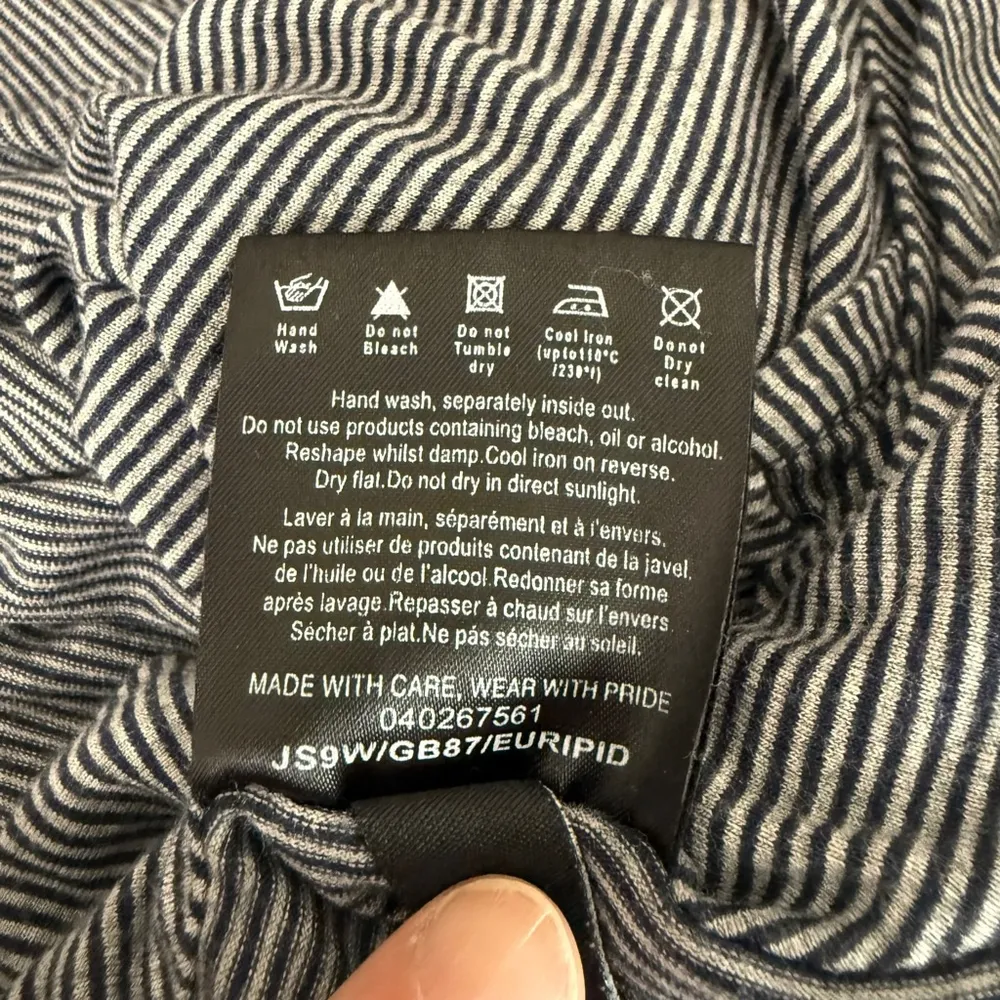 Hand Wash
Do not Bleach
Do not Tumble dry
Cool Iron (upto110°C /230°f)
Donot Dry clean
Hand wash, separately inside out.
Do not use products containing bleach, oil or alcohol.
Reshape whilst damp.Cool iron on reverse.
Dry flat.Do not dry in direct sunlight.
Laver à la main, séparément et à l'envers.
Ne pas utiliser de produits contenant de la javel.
de l'huile ou de l'alcool.Redonner sa forme
après lavage.Repasser à chaud sur l'envers.
Sécher à plat.Ne pás sécher au soleil.
MADE WITH CARE, WEAR WITH PRIDE
040267561
JS9W/GB87/EURIPID